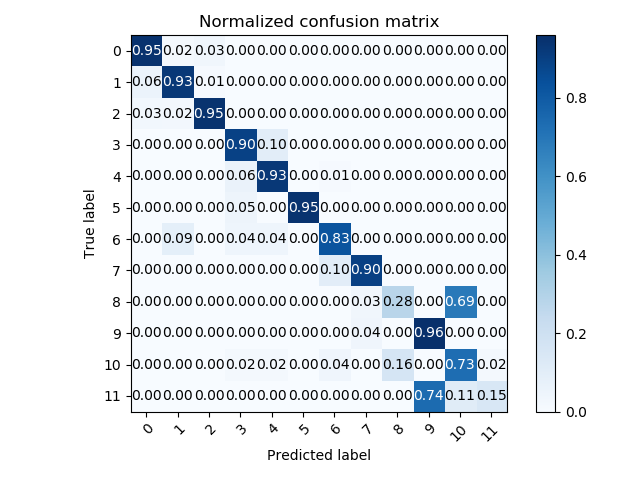 Normalized confusion matrix
0 0.95 0.02 0.03 0.00 0.00 0.00 0.00 0.00 0.00 0.00 0.00 0.00
1 0.06 0.93 0.01 0.00 0.00 0.00 0.00 0.00 0.00 0.00 0.00 0.00
2 0.03 0.02 0.95 0.00 0.00 0.00 0.00 0.00 0.00 0.00 0.00 0.00
3 0.00 0.00 0.00 0.90 0.10 0.00 0.00 0.00 0.00 0.00 0.00 0.00
4 0.00 0.00 0.00 0.06 0.93 0.00 0.01 0.00 0.00 0.00 0.00 0.00
5 0.00 0.00 0.00 0.05 0.00 0.95 0.00 0.00 0.00 0.00 0.00 0.00
6 0.00 0.09 0.00 0.04 0.04 0.00 0.83 0.00 0.00 0.00 0.00 0.00
7 0.00 0.00 0.00 0.00 0.00 0.00 0.10 0.90 0.00 0.00 0.00 0.00
8 0.00 0.00 0.00 0.00 0.00 0.00 0.00 0.03 0.28 0.00 0.69 0.00
9 0.00 0.00 0.00 0.00 0.00 0.00 0.00 0.04 0.00 0.96 0.00 0.00
10 0.00 0.00 0.00 0.02 0.02 0.00 0.04 0.00 0.16 0.00 0.73 0.02
11 0.00 0.00 0.00 0.00 0.00 0.00 0.00 0.00 0.00 0.74 0.11 0.15
0 1 2 3 4 5 6 7 8 9 10 11
Predicted label
True label
0.8
0.6
0.4
0.2
0.0